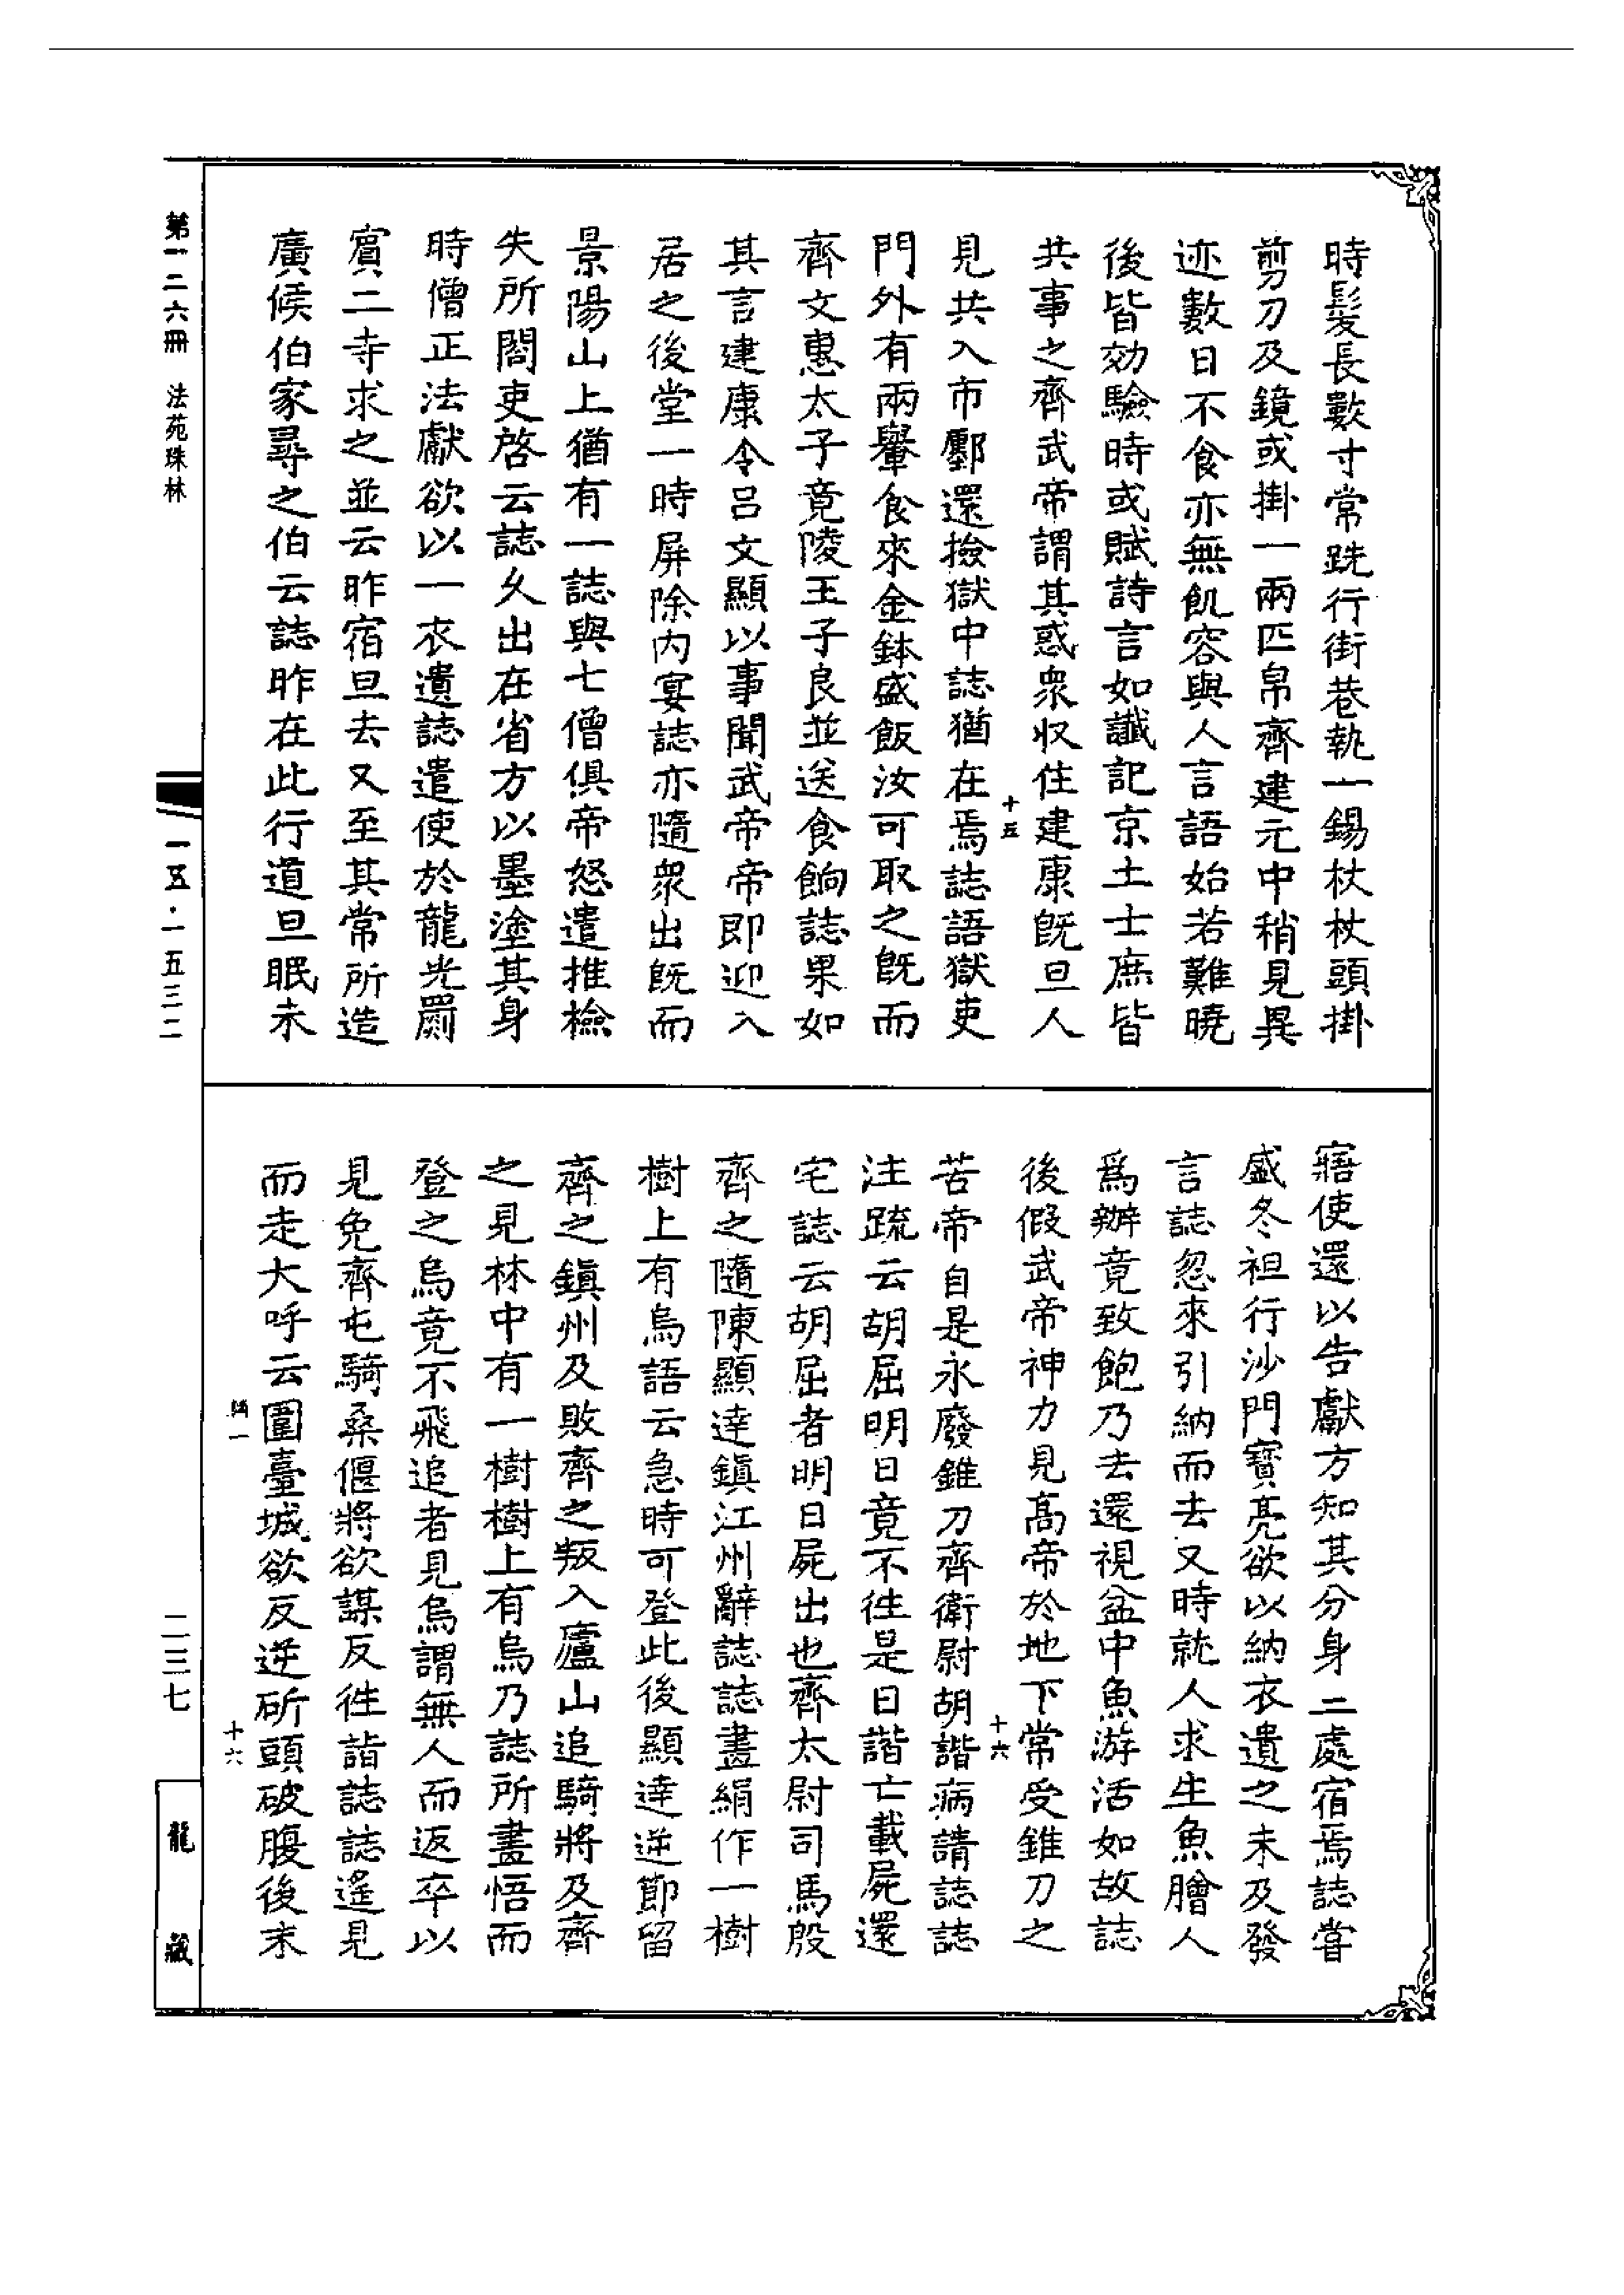 時髮長數寸常跣行街巷執一錫杖杖頭掛
剪刀及鏡或掛一兩匹帛齊建元中稍見異
迹數日不食亦無飢容與人言語始若難曉
後皆効驗時或賦詩言如讖記京土士庶皆
共事之齊武帝謂其惑衆収住建康旣旦人
十五
見共入市鄽還撿獄中誌猶在焉誌語獄吏
門外有兩轝食來金鉢盛飯汝可取之旣而
齊文惠太子竟陵王子良並送食餉誌果如
其言建康令呂文顯以事聞武帝帝即迎入
居之後堂一時屏除內宴誌亦隨衆出旣而
景陽山上猶有一誌與七僧俱帝怒遣推檢
失所閤吏啓云誌久出在省方以墨塗其身
時僧正法獻欲以一衣遺誌遣使於龍光罽
賔二寺求之並云昨宿旦去又至其常所造
廣候伯家尋之伯云誌昨在此行道旦眠未
寤使還以告獻方知其分身二處宿焉誌甞
盛冬袒行沙門寶亮欲以納衣遺之未及發
言誌忽來引納而去又時就人求生魚膾人
爲辦竟致飽乃去還視盆中魚游活如故誌
後假武帝神力見髙帝於地下常受錐刀之
十六
苦帝自是永廢錐刀齊衛尉胡諧病請誌誌
注疏云胡屈明日竟不徃是日諧亡載屍還
宅誌云胡屈者明日屍出也齊太尉司馬殷
齊之隨陳顯達鎭江州辭誌誌畫絹作一樹
樹上有烏語云急時可登此後顯達逆節留
齊之鎭州及敗齊之叛入廬山追騎將及齊
之見林中有一樹樹上有烏乃誌所畫悟而
登之烏竟不飛追者見烏謂無人而返卒以
見免齊屯騎桑偃將欲謀反徃詣誌誌遙見
而走大呼云圍臺城欲反逆斫頭破腹後末
十六
第一二六冊 法苑珠林
一五·一五三二
二三七
龍藏